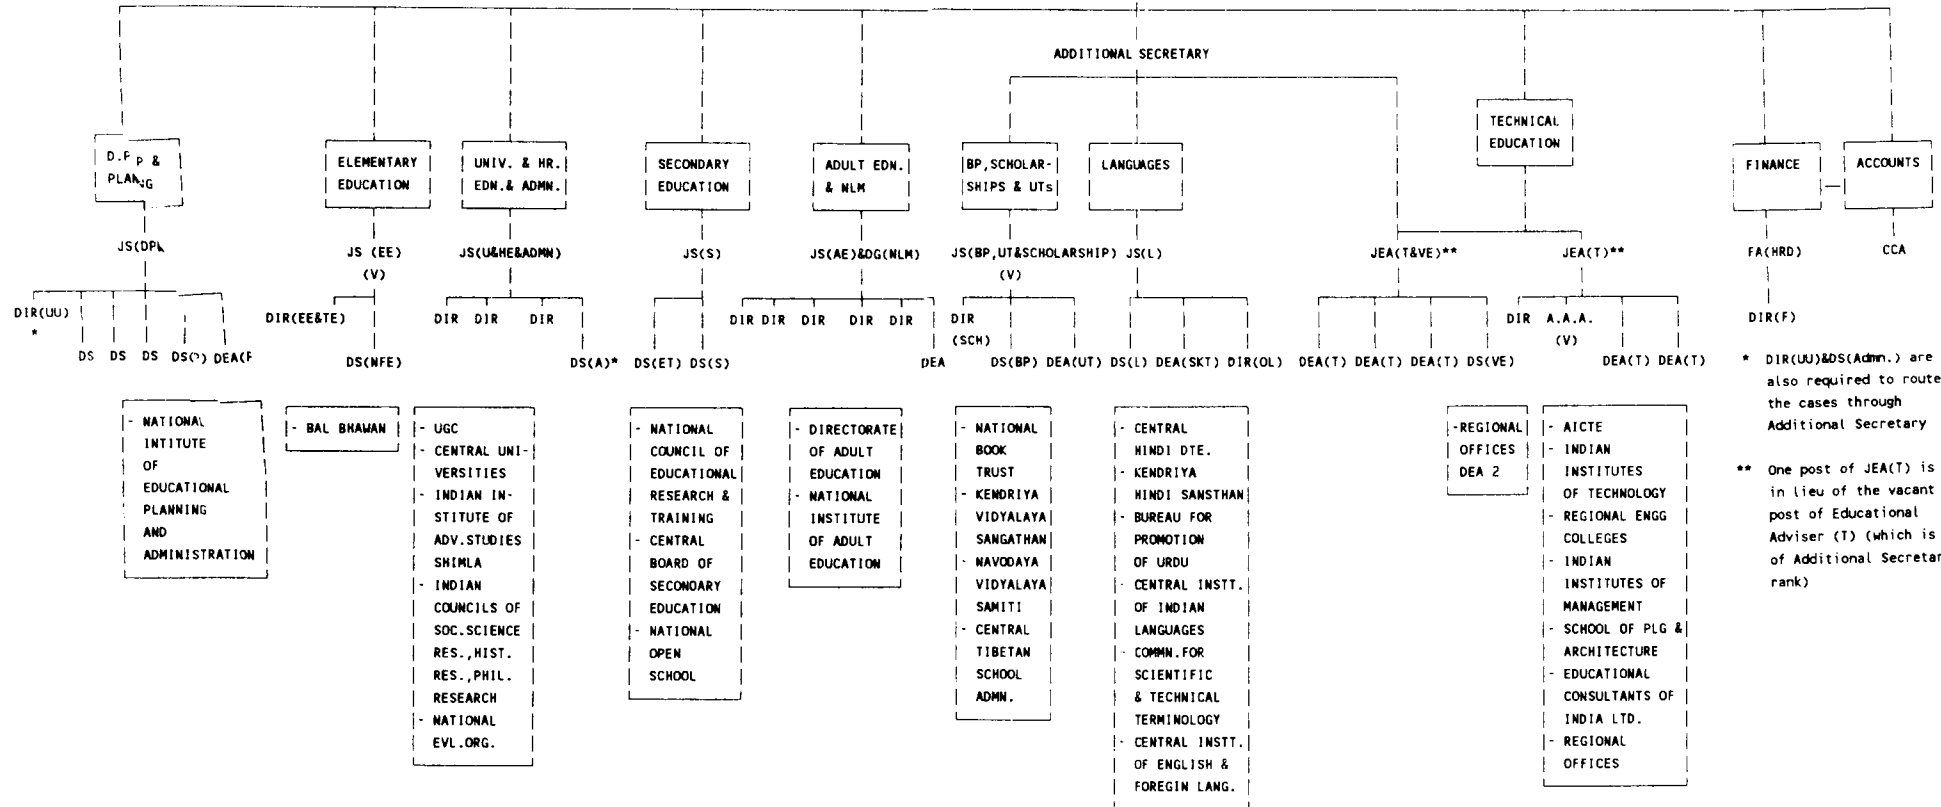 ADDITIONAL SECRETARY
TECHNICAL
EDUCATION
D.P P &
PLAN NG
ELEMENTARY
EDUCATION
UNIV. & HR.
EDN.& ADMN.
SECONDARY
EDUCATION
ADULT EDN.
& NLM
BP,SCHOLAR-
SHIPS & UTs
LANGUAGES
FINANCE
ACCOUNTS
JS (EE)
(V)
JS(U&HE&ADMN)
JS(S)
JS(AE)&DG(NLM)
JS(BP,UT&SCHOLARSHIP)
(V)
JS(L)
JEA(T&VE)**
JEA(T)**
FA(HRD)
CCA
DIR(UU)
*
DS
DS
DS
DIR(EE&TE)
DS(NFE)
DIR
DIR
DIR
DS(A)*
DS(ET)
DS(S)
DIR
DIR
DIR
DIR
DIR
DEA
DIR
(SCH)
DS(BP)
DEA(UT)
DS(L)
DEA(SKT)
DIR(OL)
DEA(T)
DEA(T)
DEA(T)
DS(VE)
DIR
A.A.A.
(V)
DEA(T)
DEA(T)
DIR(F)
- NATIONAL
INTITUTE
OF
EDUCATIONAL
PLANNING
AND
ADMINISTRATION
- BAL BHAWAN
- UGC
- CENTRAL UNI-
VERSITIES
- INDIAN IN-
STITUTE OF
ADV.STUDIES
SHIMLA
- INDIAN
COUNCILS OF
SOC.SCIENCE
RES.,HIST.
RES.,PHIL.
RESEARCH
- NATIONAL
EVL.ORG.
- NATIONAL
COUNCIL OF
EDUCATIONAL
RESEARCH &
TRAINING
- CENTRAL
BOARD OF
SECONDARY
EDUCATION
- NATIONAL
OPEN
SCHOOL
- DIRECTORATE
OF ADULT
EDUCATION
- NATIONAL
INSTITUTE
OF ADULT
EDUCATION
- NATIONAL
BOOK
TRUST
- KENDRIYA
VIDYALAYA
SANGATHAN
- NAVODAYA
VIDYALAYA
SAMITI
- CENTRAL
TIBETAN
SCHOOL
ADMN.
- CENTRAL
HINDI DTE.
- KENDRIYA
HINDI SANSTHAN
- BUREAU FOR
PROMOTION
OF URDU
- CENTRAL INSTT.
OF INDIAN
LANGUAGES
- COMMN.FOR
SCIENTIFIC
& TECHNICAL
TERMINOLOGY
- CENTRAL INSTT.
OF ENGLISH &
FOREGIN LANG.
-REGIONAL
OFFICES
DEA 2
- AICTE
- INDIAN
INSTITUTES
OF TECHNOLOGY
- REGIONAL ENGG
COLLEGES
- INDIAN
INSTITUTES OF
MANAGEMENT
- SCHOOL OF PLG &
ARCHITECTURE
- EDUCATIONAL
CONSULTANTS OF
INDIA LTD.
- REGIONAL
OFFICES
* DIR(UU)&DS(Admn.) are
also required to route
the cases through
Additional Secretary
** One post of JEA(T) is
in lieu of the vacant
post of Educational
Adviser (T) (which is
of Additional Secretar
rank)